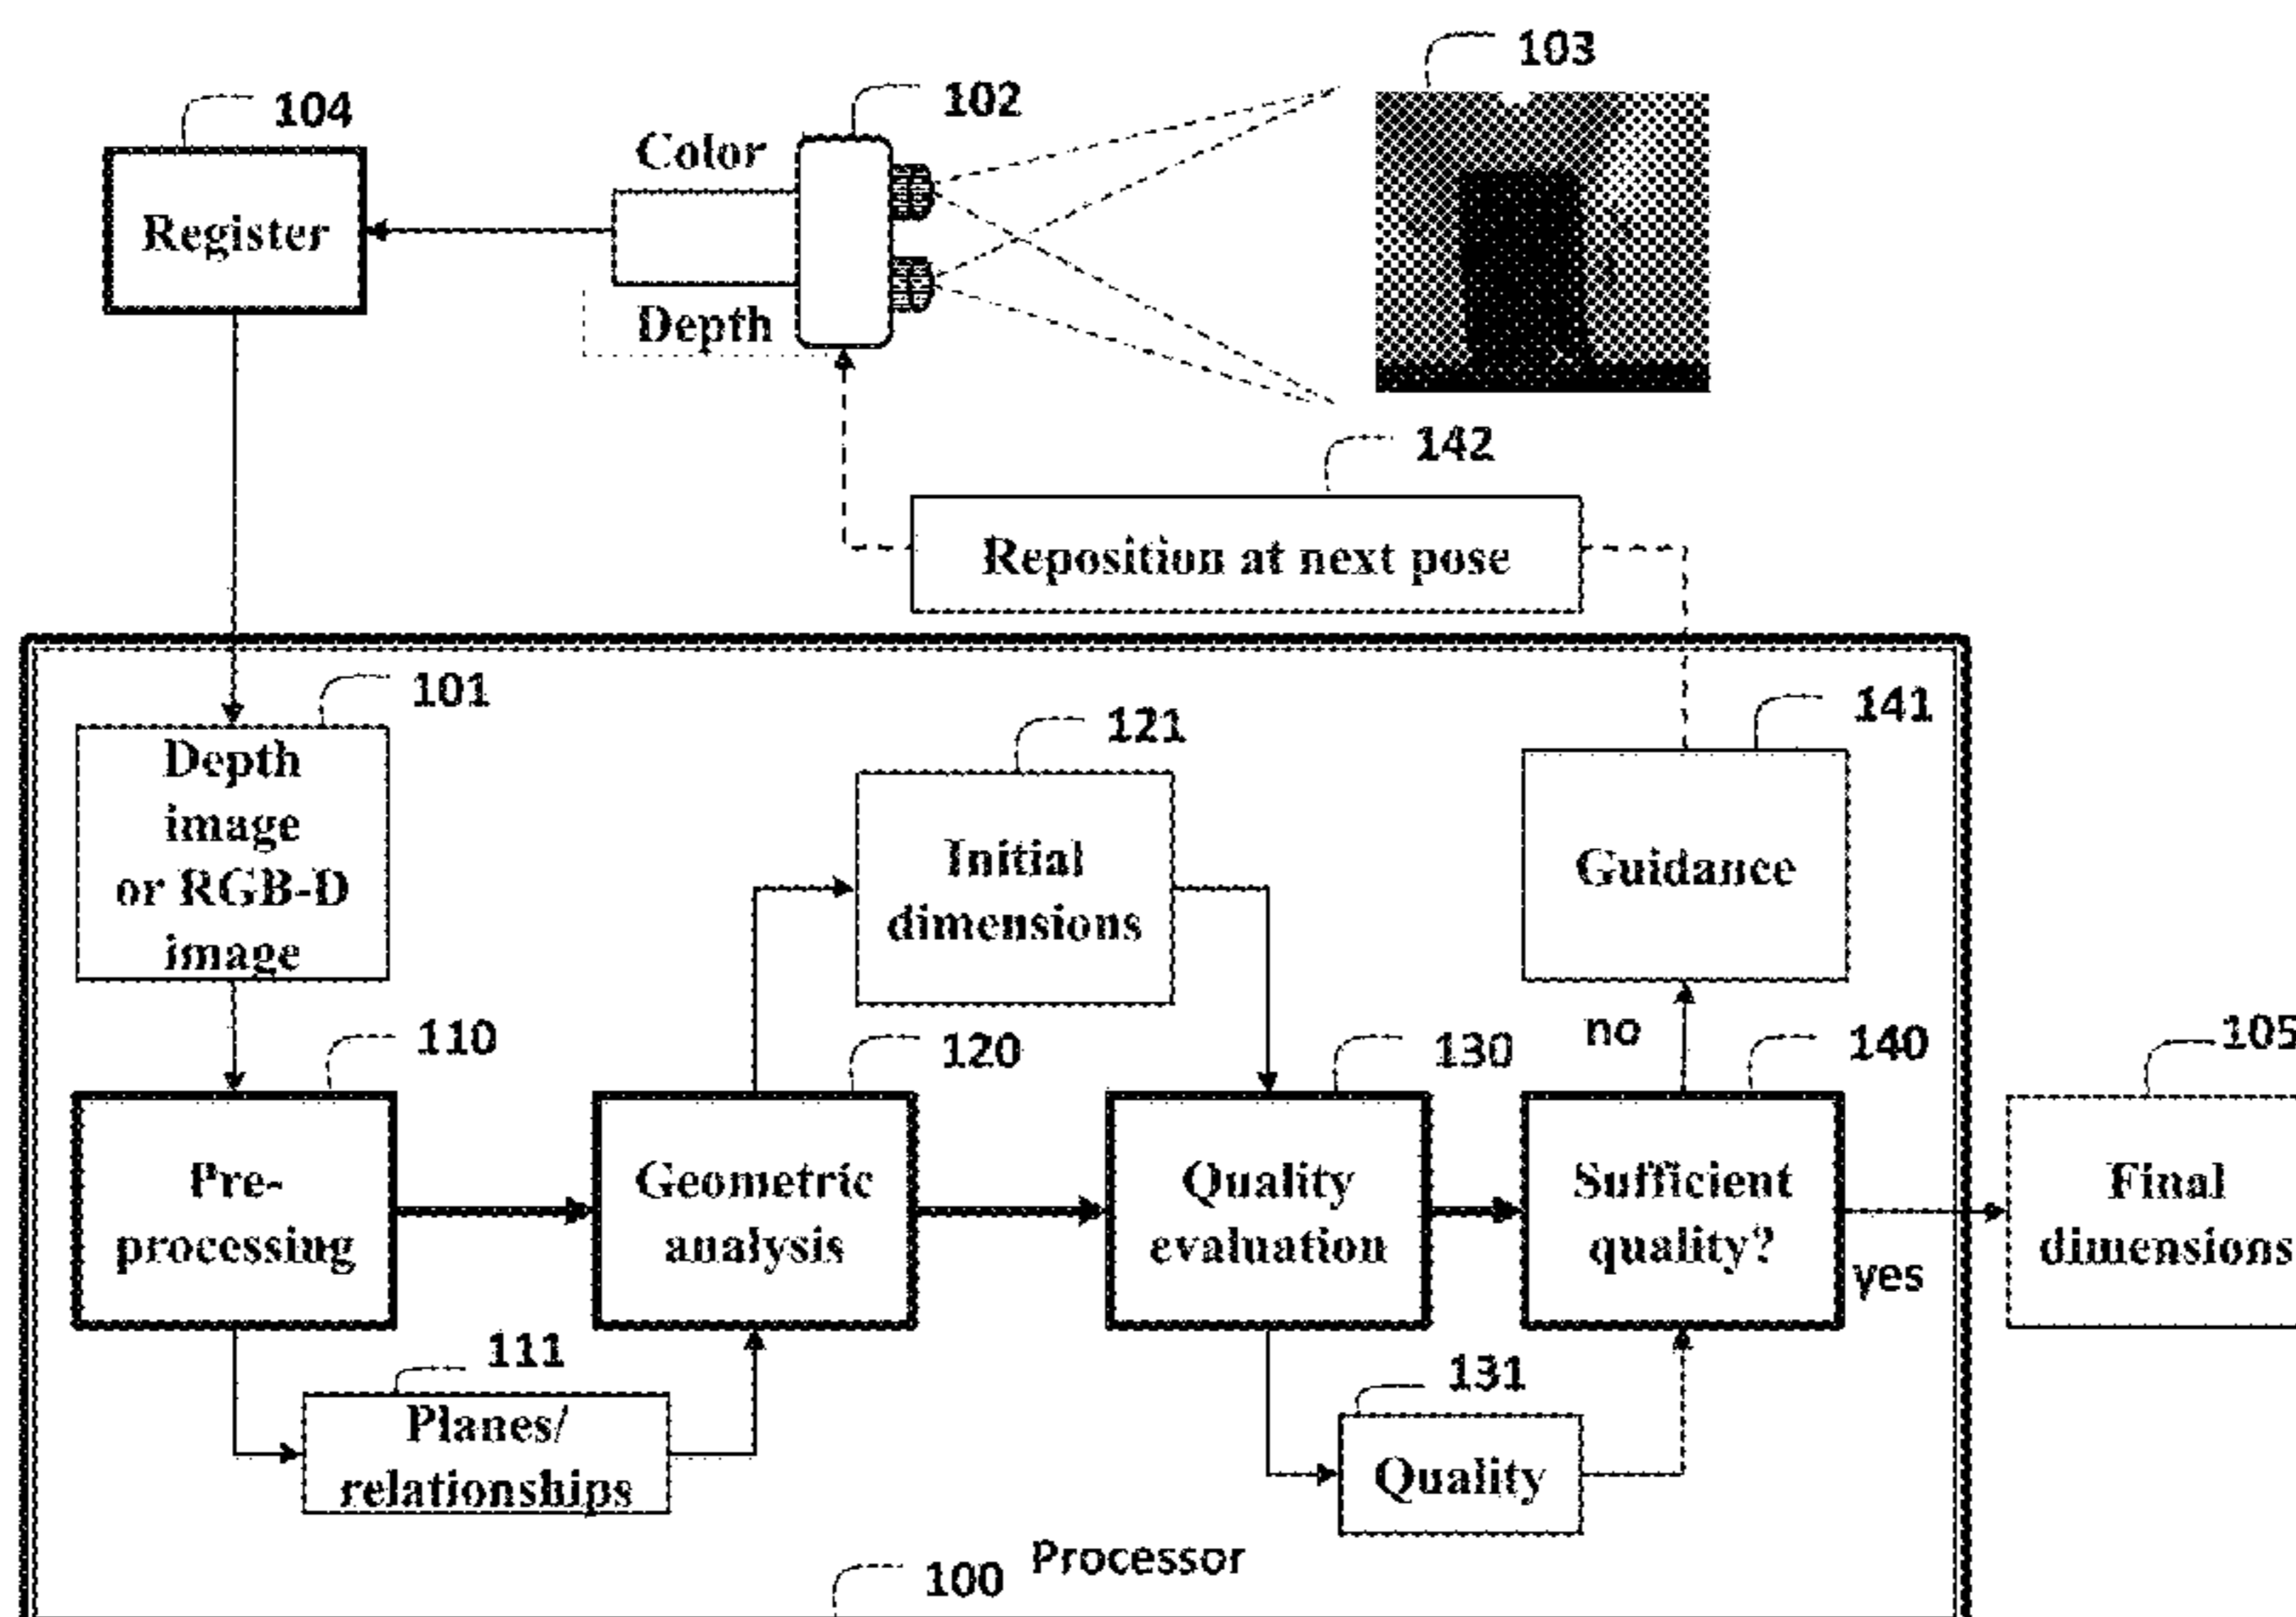 103
102
104
Color
Register
Depth
142
Reposition at next pose
101
141
121
Depth
image
or RGB-D
image
Initial
dimensions
Guidance
no
110
120
130
140
105
Pre-
processing
Geometric
analysis
Quality
evaluation
Sufficient
quality?
yes
Final
dimensions
111
131
Planes/
relationships
Quality
Processor
100